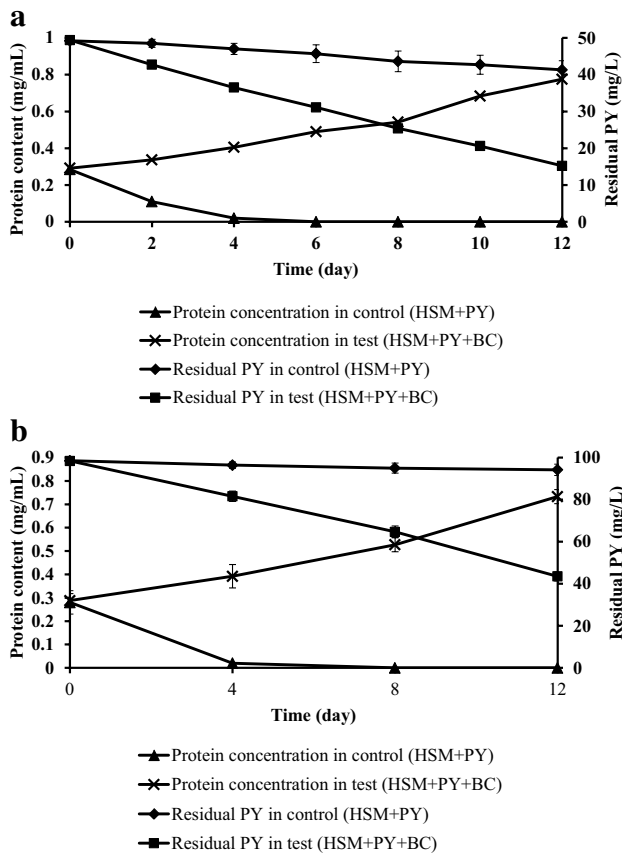 a
1
0.8
0.6
0.4
0.2
0
Protein content (mg/mL)
50
40
30
20
10
0
Residual PY (mg/L)
0 2 4 6 8 10 12
Time (day)
Protein concentration in control (HSM+PY)
Protein concentration in test (HSM+PY+BC)
Residual PY in control (HSM+PY)
Residual PY in test (HSM+PY+BC)
b
0.9
0.8
0.7
0.6
0.5
0.4
0.3
0.2
0.1
0
Protein content (mg/mL)
100
80
60
40
20
0
Residual PY (mg/L)
0 4 8 12
Time (day)
Protein concentration in control (HSM+PY)
Protein concentration in test (HSM+PY+BC)
Residual PY in control (HSM+PY)
Residual PY in test (HSM+PY+BC)